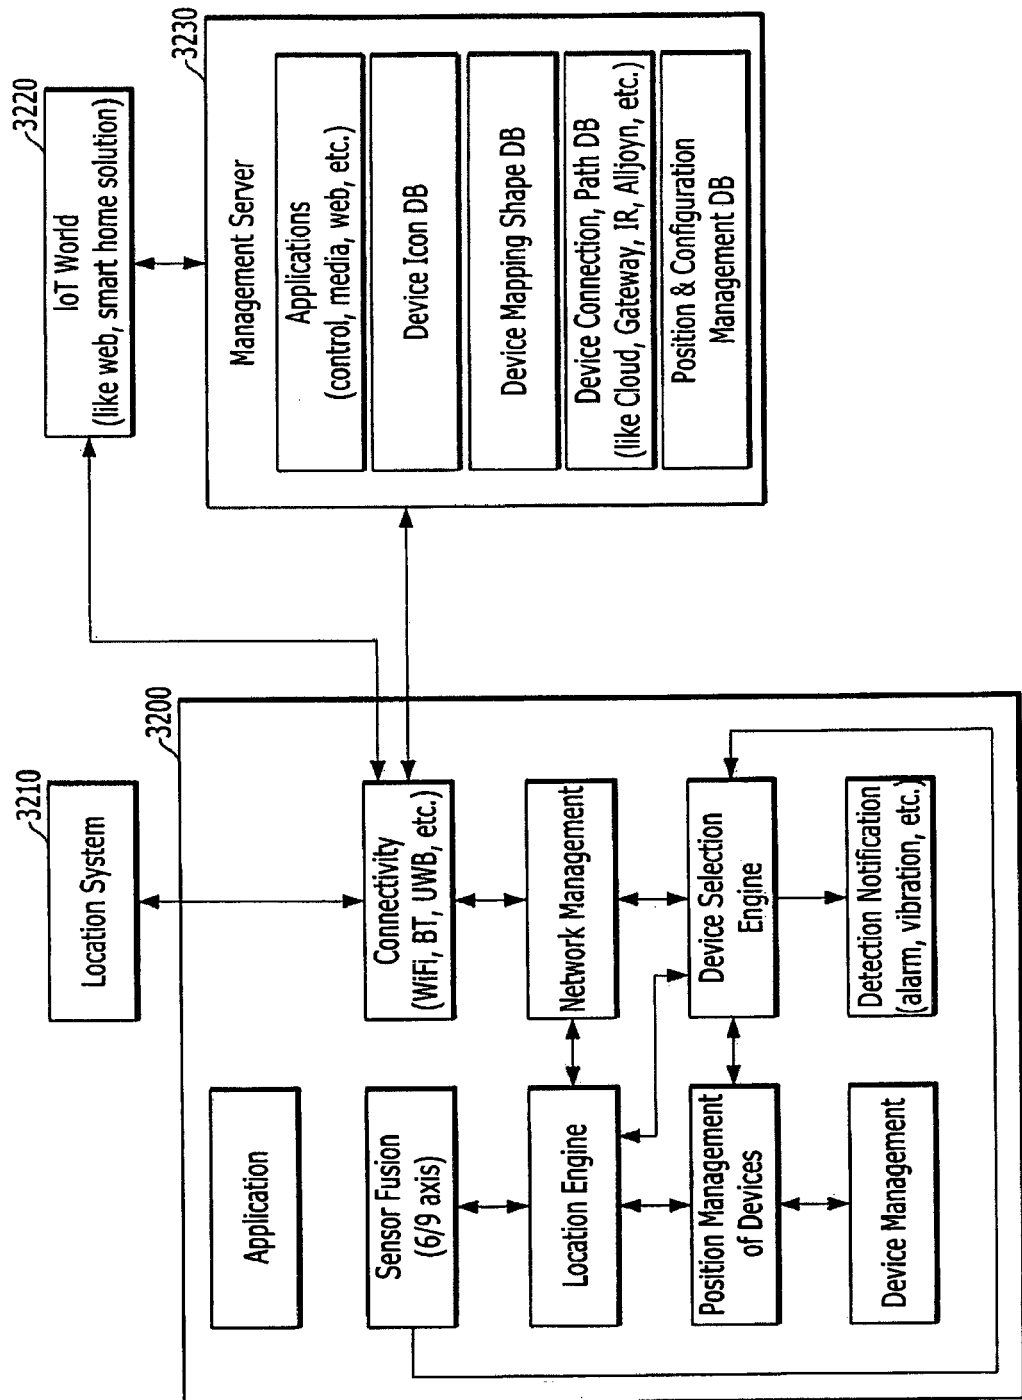 3210
Location System
3220
IoT World
(like web, smart home solution)
3200
Application
Sensor Fusion
(6/9 axis)
Connectivity
(WiFi, BT, UWB, etc.)
Location Engine
Network Management
Position Management
of Devices
Device Selection
Engine
Device Management
Detection Notification
(alarm, vibration, etc.)
3230
Management Server
Applications
(control, media, web, etc.)
Device Icon DB
Device Mapping Shape DB
Device Connection, Path DB
(like Cloud, Gateway, IR, Alljoyn, etc.)
Position & Configuration
Management DB